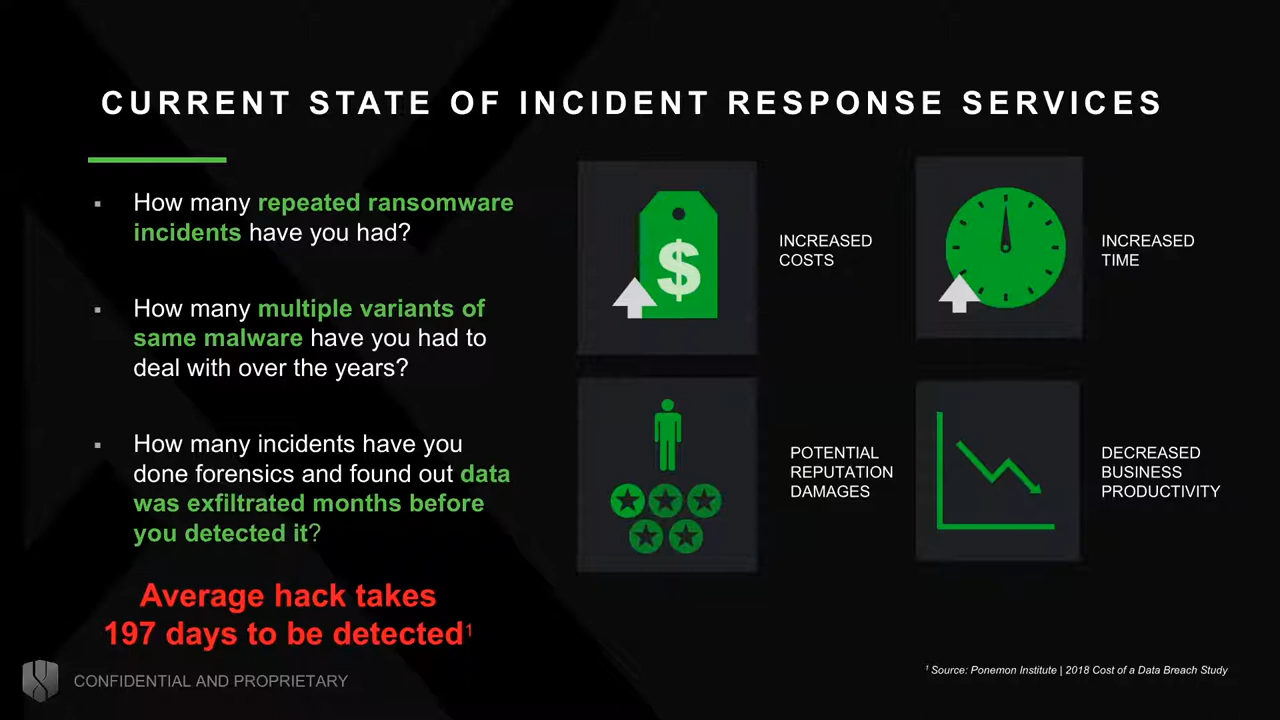 CURRENT STATE OF INCIDENT RESPONSE SERVICES
▪ How many repeated ransomware
incidents have you had?
▪ How many multiple variants of
same malware have you had to
deal with over the years?
▪ How many incidents have you
done forensics and found out data
was exfiltrated months before
you detected it?
Average hack takes
197 days to be detected¹
$
INCREASED
COSTS
INCREASED
TIME
POTENTIAL
REPUTATION
DAMAGES
DECREASED
BUSINESS
PRODUCTIVITY
CONFIDENTIAL AND PROPRIETARY
¹ Source: Ponemon Institute | 2018 Cost of a Data Breach Study